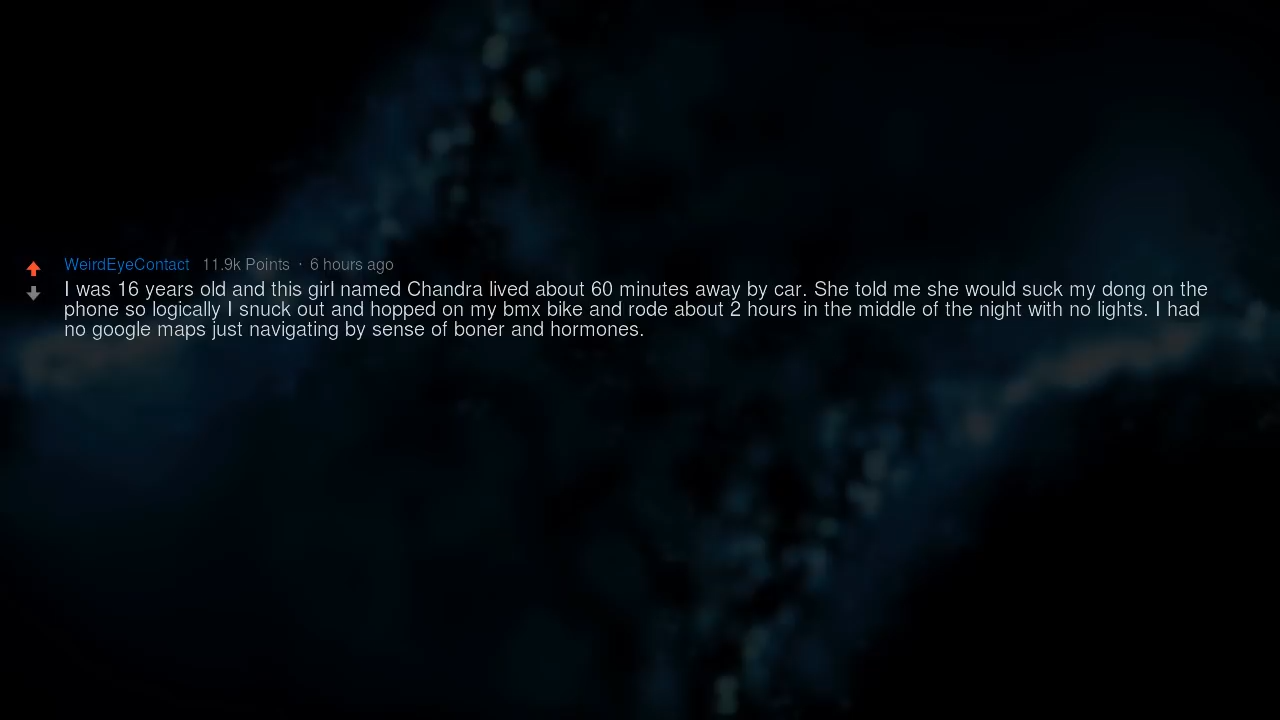 WeirdEyeContact 11.9k Points · 6 hours ago
I was 16 years old and this girl named Chandra lived about 60 minutes away by car. She told me she would suck my dong on the
phone so logically I snuck out and hopped on my bmx bike and rode about 2 hours in the middle of the night with no lights. I had
no google maps just navigating by sense of boner and hormones.